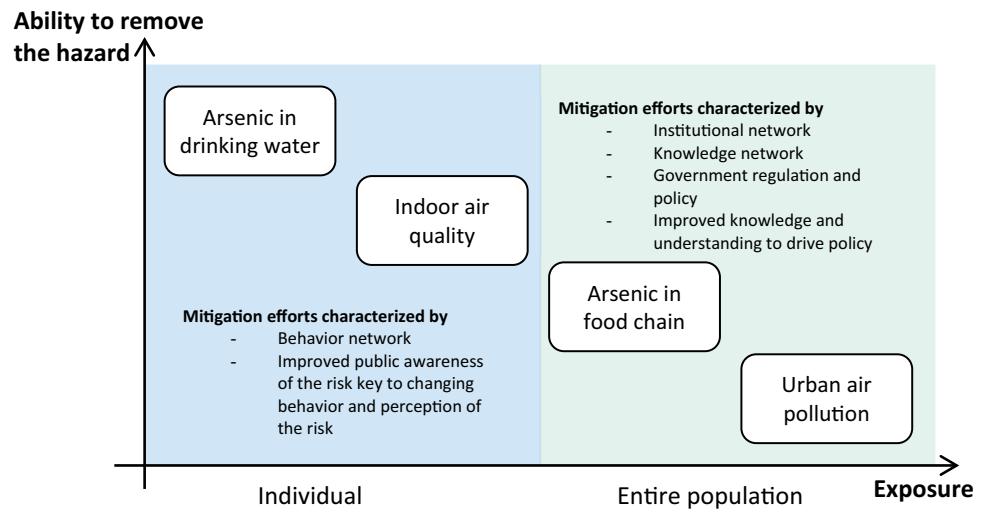 Ability to remove
the hazard
Arsenic in
drinking water
Indoor air
quality
Mitigation efforts characterized by
- Behavior network
- Improved public awareness
of the risk key to changing
behavior and perception of
the risk
Mitigation efforts characterized by
- Institutional network
- Knowledge network
- Government regulation and
policy
- Improved knowledge and
understanding to drive policy
Arsenic in
food chain
Urban air
pollution
Individual
Entire population
Exposure